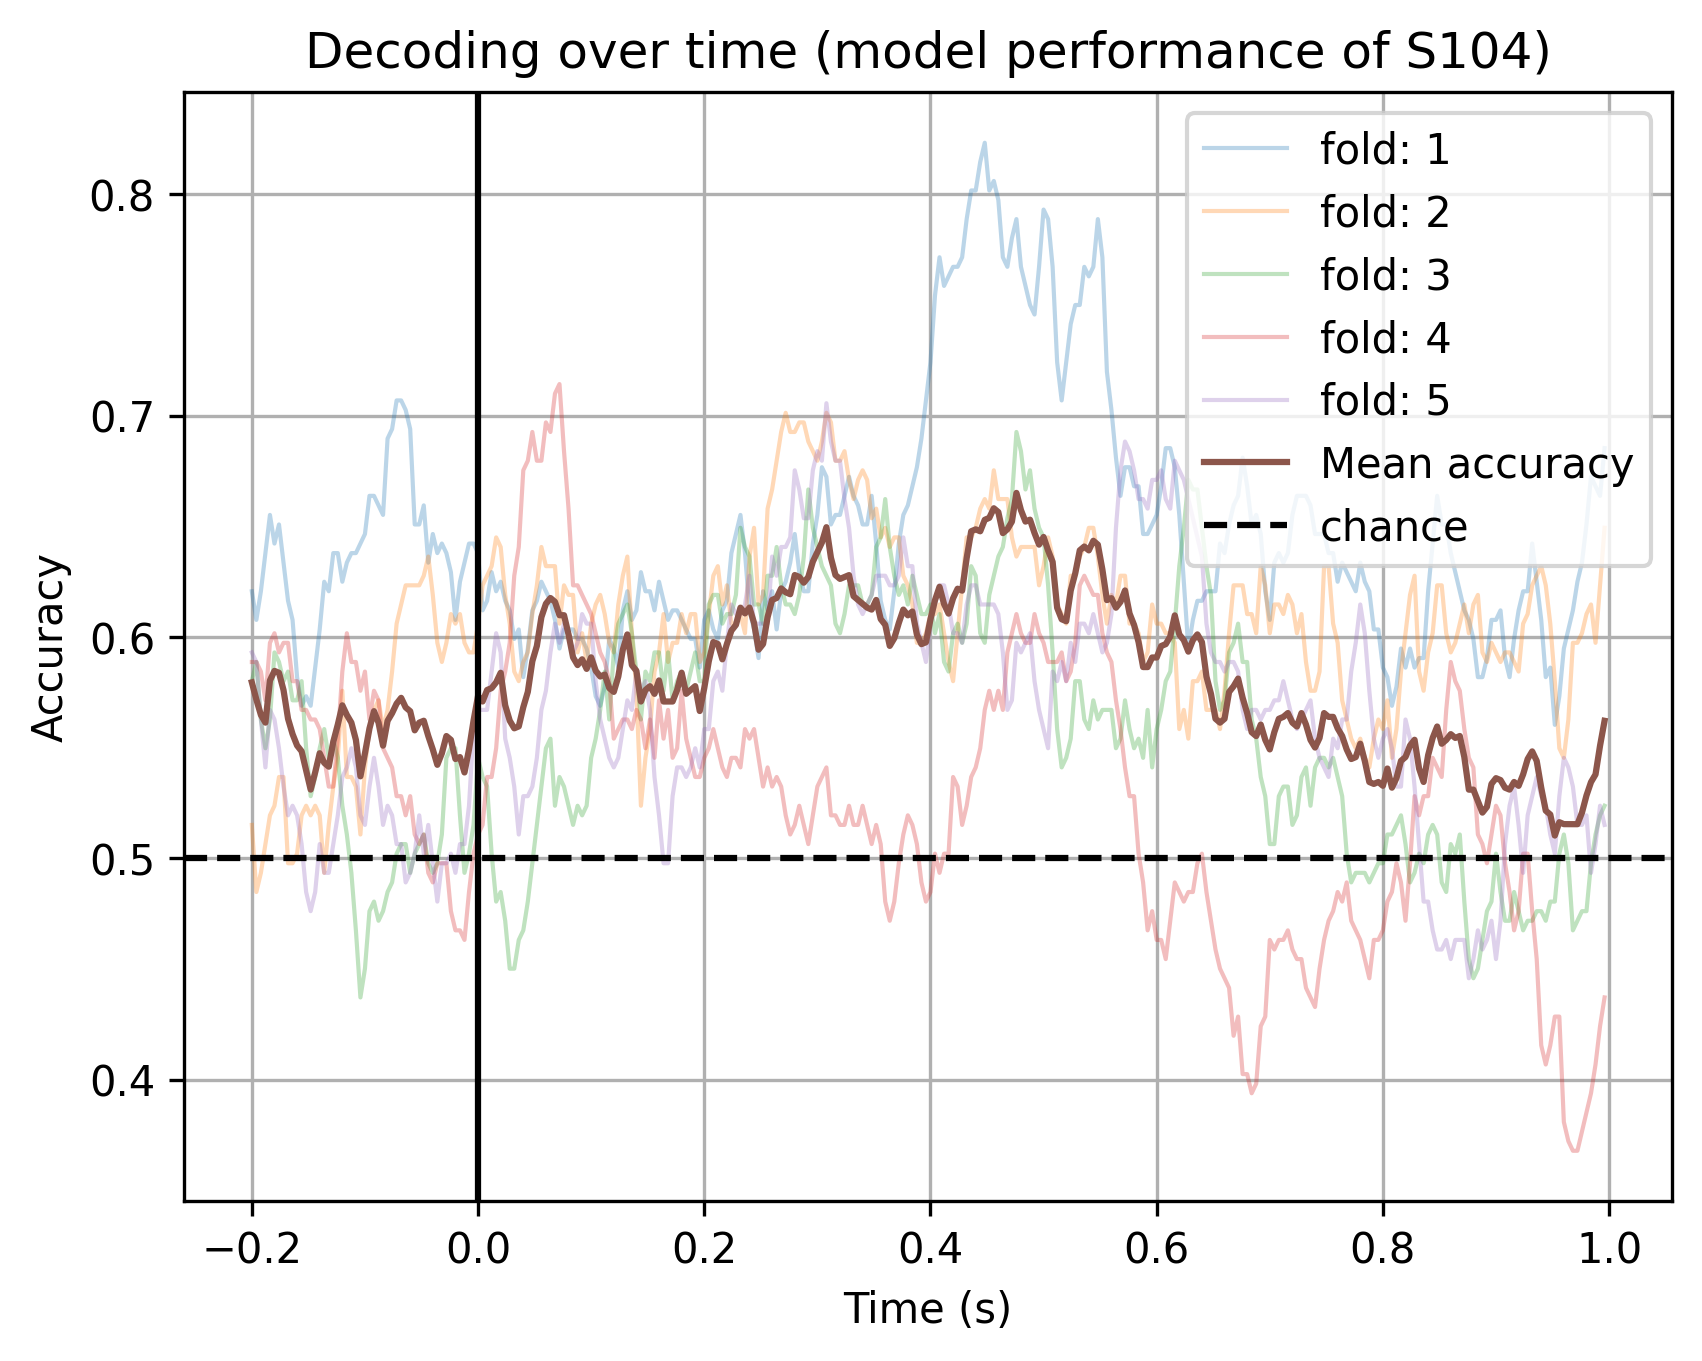 Decoding over time (model performance of S104)
fold: 1
fold: 2
fold: 3
fold: 4
fold: 5
Mean accuracy
chance
Accuracy
0.8
0.7
0.6
0.5
0.4
−0.2 0.0 0.2 0.4 0.6 0.8 1.0
Time (s)